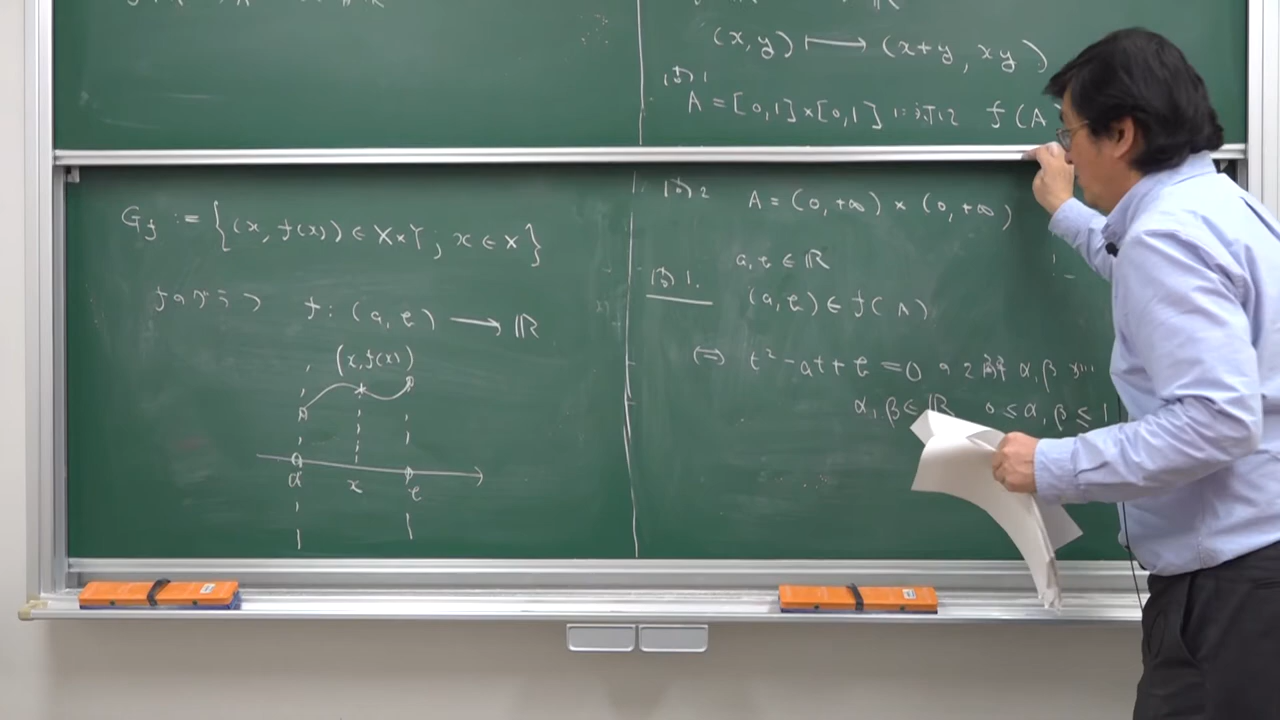 (x,y) ⟼ (x+y, xy)
例1
A = [0,1]×[0,1] に対して f(A
G_f := {(x, f(x)) ∈ X×Y ; x ∈ X}
fのグラフ f : (a, b) ⟶ ℝ
(x, f(x))
a x b
例2 A = (0, +∞) × (0, +∞)
a, b ∈ ℝ
例1. (a, b) ∈ f(A)
⇔ t² - at + b = 0 の2解 α, β が
α, β ∈ ℝ 0 ≤ α, β ≤ 1